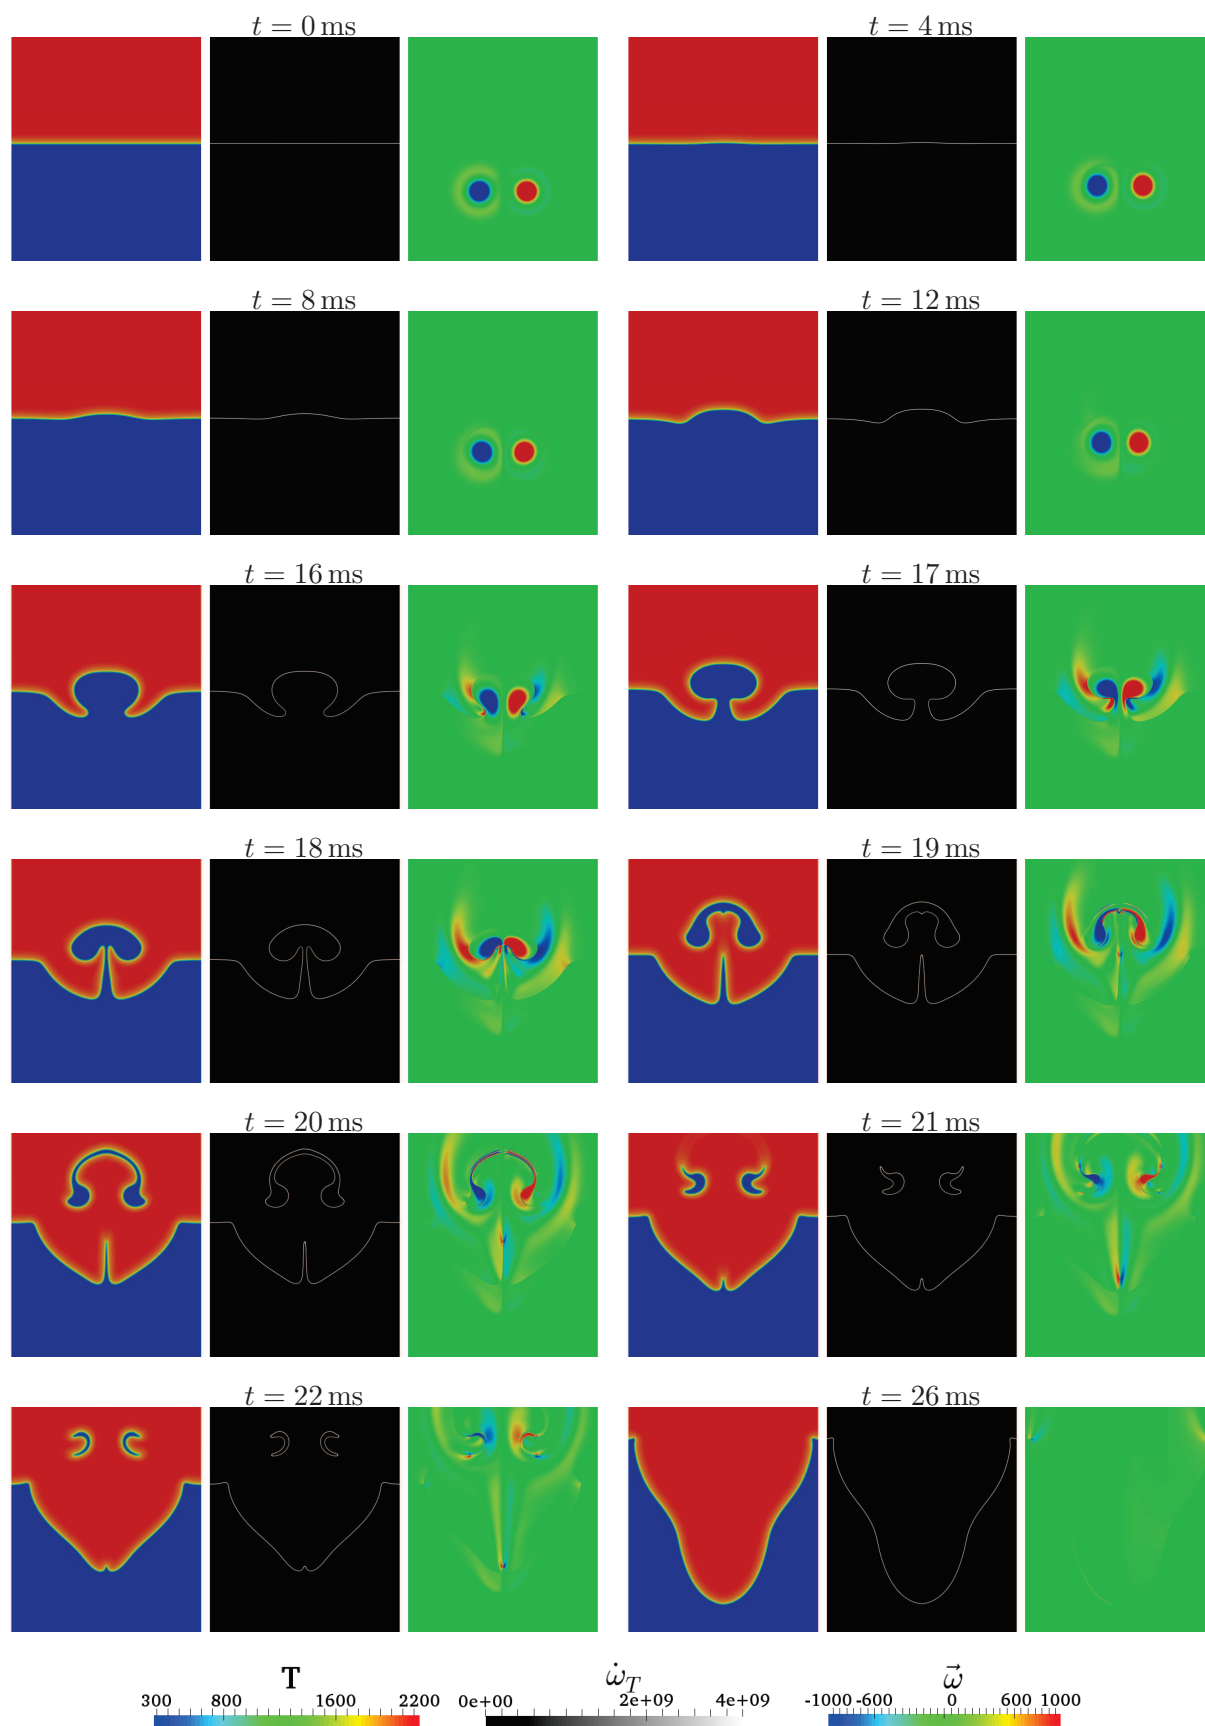 t = 0 ms
t = 4 ms
t = 8 ms
t = 12 ms
t = 16 ms
t = 17 ms
t = 18 ms
t = 19 ms
t = 20 ms
t = 21 ms
t = 22 ms
t = 26 ms
T
300 800 1600 2200
ω̇_T
0e+00 2e+09 4e+09
ω⃗
-1000 -600 0 600 1000